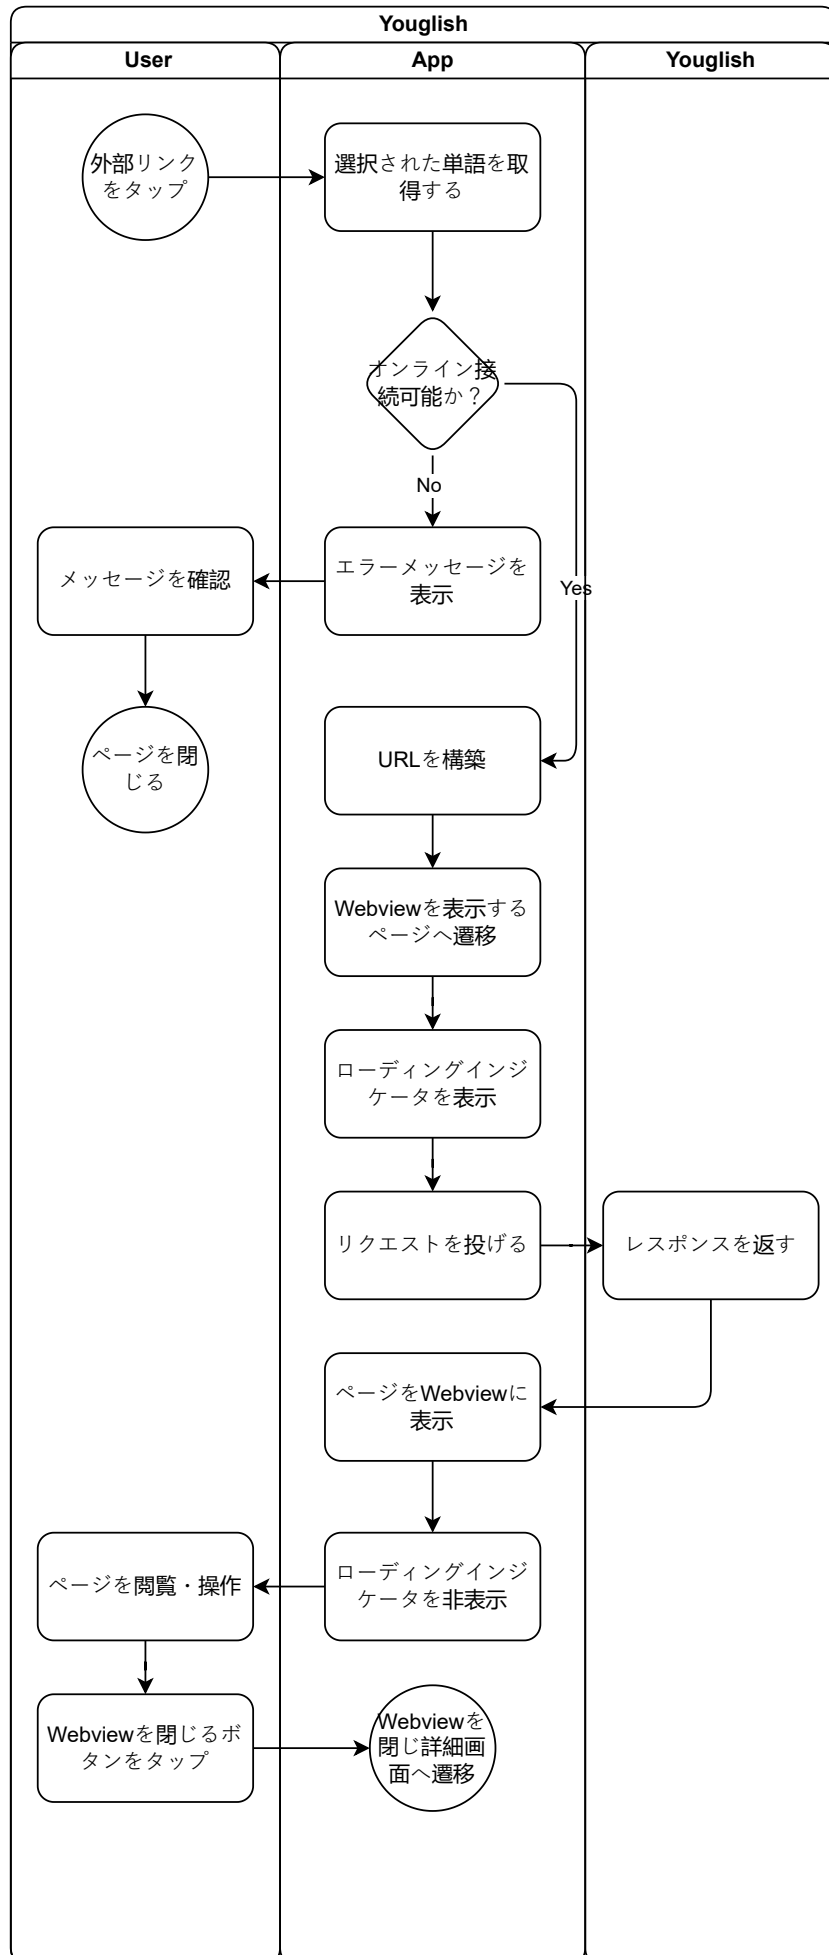 Youglish
User
App
Youglish
外部リンク
をタップ
選択された単語を取
得する
オンライン接
続可能か？
No
Yes
メッセージを確認
エラーメッセージを
表示
ページを閉
じる
URLを構築
Webviewを表示する
ページへ遷移
ローディングインジ
ケータを表示
リクエストを投げる
レスポンスを返す
ページをWebviewに
表示
ページを閲覧・操作
ローディングインジ
ケータを非表示
Webviewを閉じるボ
タンをタップ
Webviewを
閉じ詳細画
面へ遷移